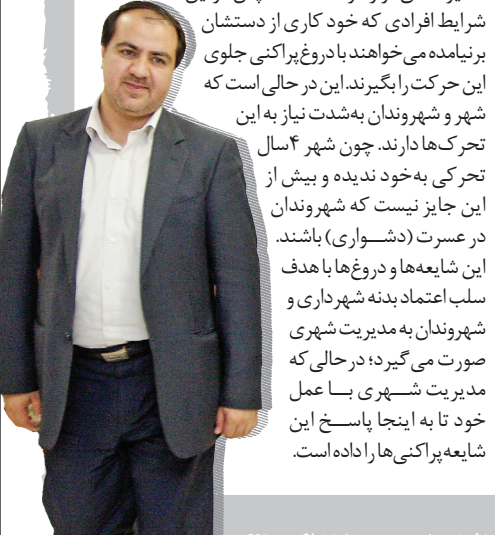 شرایط افرادی که خود کاری از دستشان
برنیامده می‌خواهند با دروغ‌پراکنی جلوی
این حرکت را بگیرند. این در حالی است که
شهر و شهروندان به‌شدت نیاز به این
تحرک‌ها دارند. چون شهر ۴سال
تحرکی به‌خود ندیده و بیش از
این جایز نیست که شهروندان
در عسرت (دشـــواری) باشند.
این شایعه‌ها و دروغ‌ها با هدف
سلب اعتماد بدنه شهرداری و
شهروندان به مدیریت شهری
صورت می‌گیرد؛ در حالی که
مدیریت شـــهری بـــا عمل
خود تا به اینجا پاســـخ این
شایعه‌پراکنی‌ها را داده است.